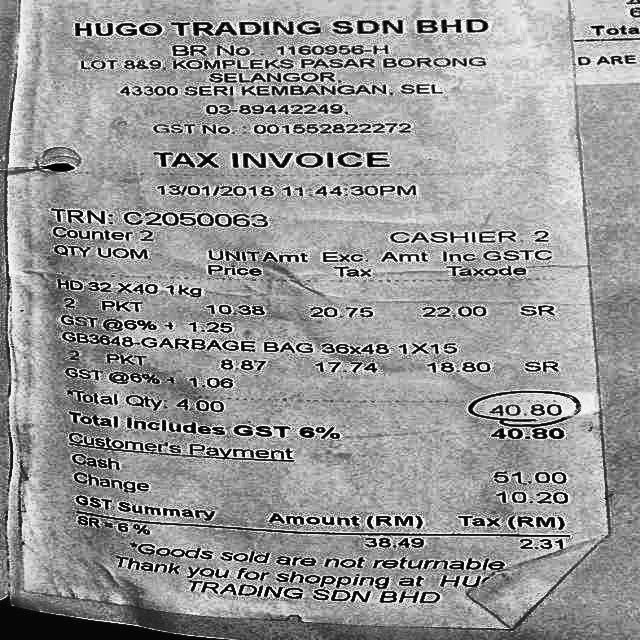 HUGO TRADING SDN BHD
BR No. : 1160956-H
LOT 8&9, KOMPLEKS PASAR BORONG
SELANGOR,
43300 SERI KEMBANGAN, SEL
03-89442249,
GST No. : 001552822272
TAX INVOICE
13/01/2018 11:44:30PM
TRN: C2050063
Counter 2 CASHIER. 2
QTY UOM UNIT Amt Exc. Amt Inc GSTC
Price Tax Taxode
HD 32 X40 1kg
2 PKT 10.38 20.75 22.00 SR
GST @6% + 1.25
GB3648-GARBAGE BAG 36x48 1X15
2 PKT 8.87 17.74 18.80 SR
GST @6% + 1.06
*Total Qty: 4.00 40.80
Total Includes GST 6% 40.80
Customer's Payment
Cash 51.00
Change 10.20
GST Summary Amount (RM) Tax (RM)
SR = 6% 38.49 2.31
*Goods sold are not returnable
Thank you for shopping at HUG
TRADING SDN BHD
6
Tota
D ARE